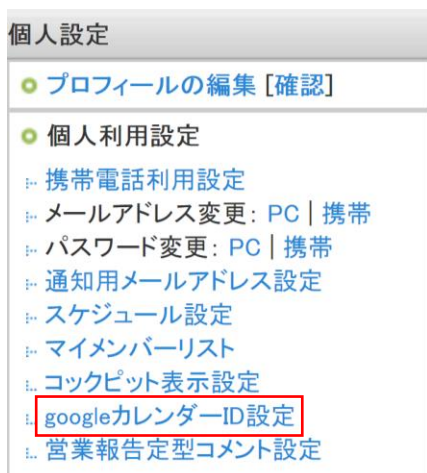 個人設定
プロフィールの編集 [確認]
個人利用設定
携帯電話利用設定
メールアドレス変更： PC | 携帯
パスワード変更： PC | 携帯
通知用メールアドレス設定
スケジュール設定
マイメンバーリスト
コックピット表示設定
googleカレンダーID設定
営業報告定型コメント設定